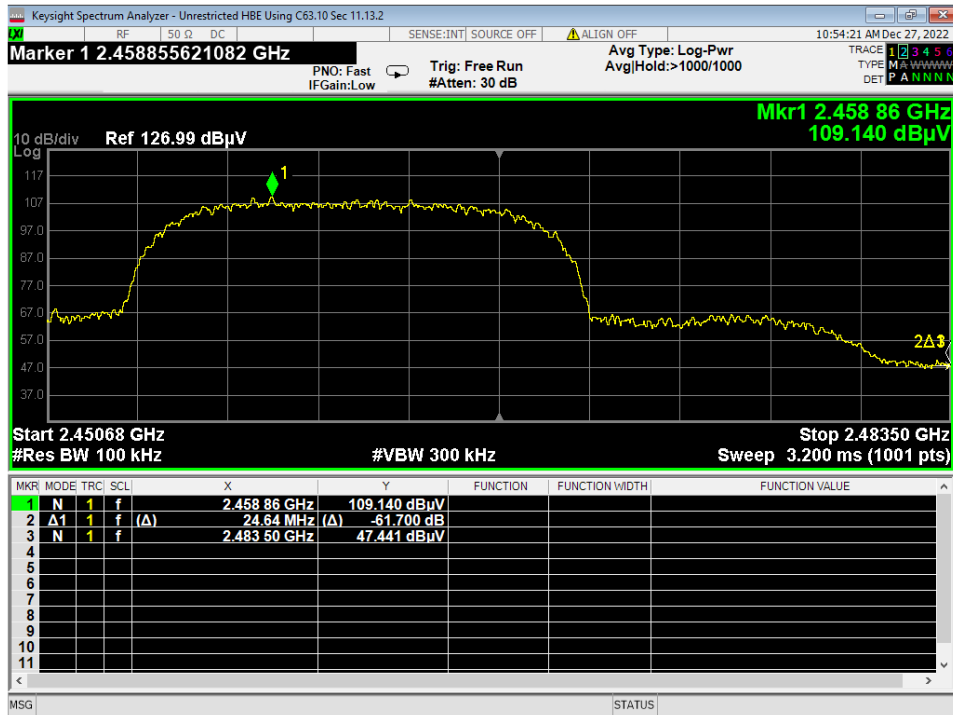 Keysight Spectrum Analyzer - Unrestricted HBE Using C63.10 Sec 11.13.2
LXI RF 50 Ω DC SENSE:INT SOURCE OFF ALIGN OFF 10:54:21 AM Dec 27, 2022
Marker 1 2.458855621082 GHz
PNO: Fast
IFGain:Low
Trig: Free Run
#Atten: 30 dB
Avg Type: Log-Pwr
Avg|Hold:>1000/1000
TRACE 1 2 3 4 5 6
TYPE M A W W W W
DET P A N N N N
Mkr1 2.458 86 GHz
109.140 dBµV
10 dB/div Ref 126.99 dBµV
Log
117
107
97.0
87.0
77.0
67.0
57.0
47.0
37.0
1
2Δ1
3
Start 2.45068 GHz Stop 2.48350 GHz
#Res BW 100 kHz #VBW 300 kHz Sweep 3.200 ms (1001 pts)
MKR MODE TRC SCL X Y FUNCTION FUNCTION WIDTH FUNCTION VALUE
1 N 1 f 2.458 86 GHz 109.140 dBµV
2 Δ1 1 f (Δ) 24.64 MHz (Δ) -61.700 dB
3 N 1 f 2.483 50 GHz 47.441 dBµV
4
5
6
7
8
9
10
11
MSG STATUS